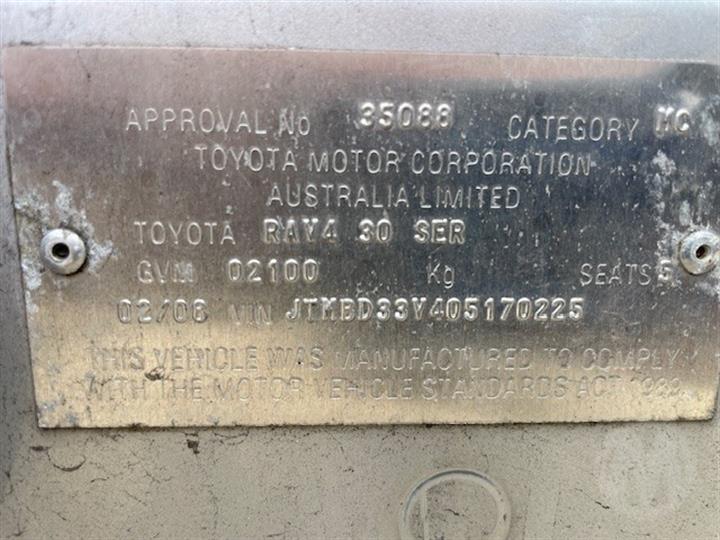 APPROVAL No 35088 CATEGORY MC
TOYOTA MOTOR CORPORATION
AUSTRALIA LIMITED
TOYOTA RAV4 30 SER
GVM 02100 Kg SEATS 5
02/06 VIN JTMBD33V405170225
THIS VEHICLE WAS MANUFACTURED TO COMPLY
WITH THE MOTOR VEHICLE STANDARDS ACT 1989